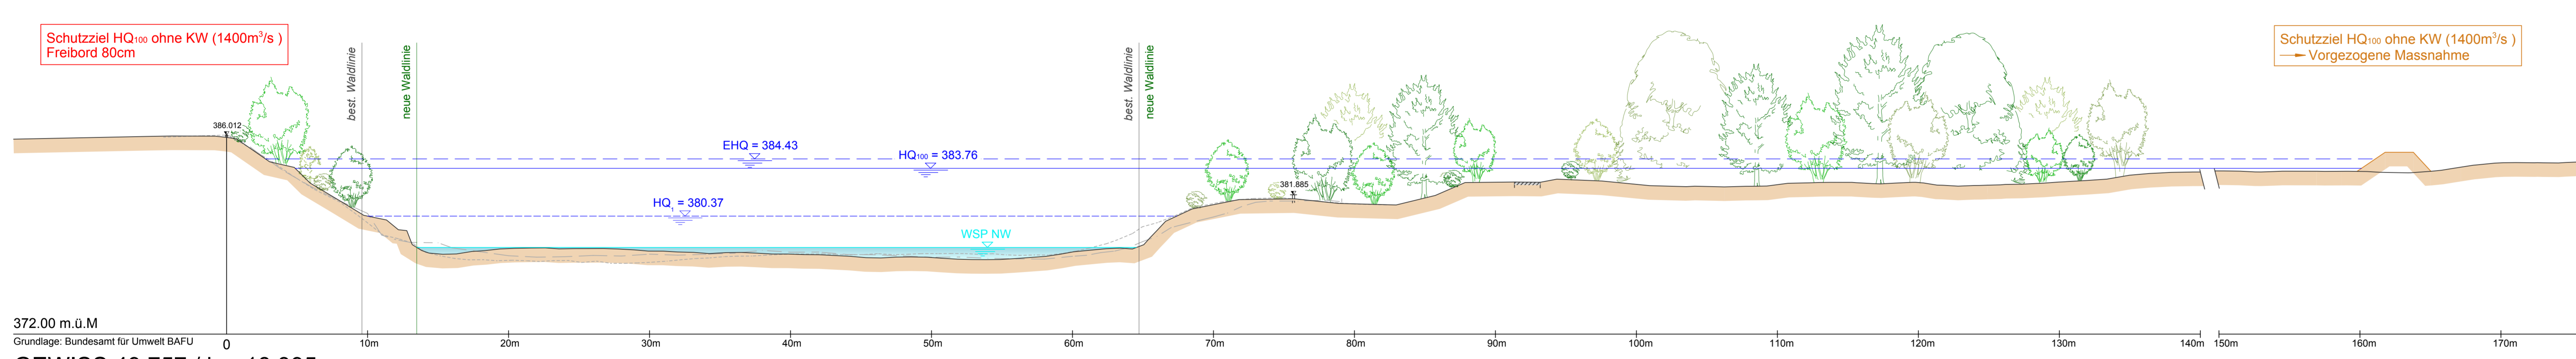 Schutzziel HQ100 ohne KW (1400m³/s )
Freibord 80cm
best. Waldlinie
neue Waldlinie
best. Waldlinie
neue Waldlinie
Schutzziel HQ100 ohne KW (1400m³/s )
Vorgezogene Massnahme
386.012
EHQ = 384.43
HQ100 = 383.76
381.885
HQ1 = 380.37
WSP NW
372.00 m.ü.M
Grundlage: Bundesamt für Umwelt BAFU
0 10m 20m 30m 40m 50m 60m 70m 80m 90m 100m 110m 120m 130m 140m 150m 160m 170m